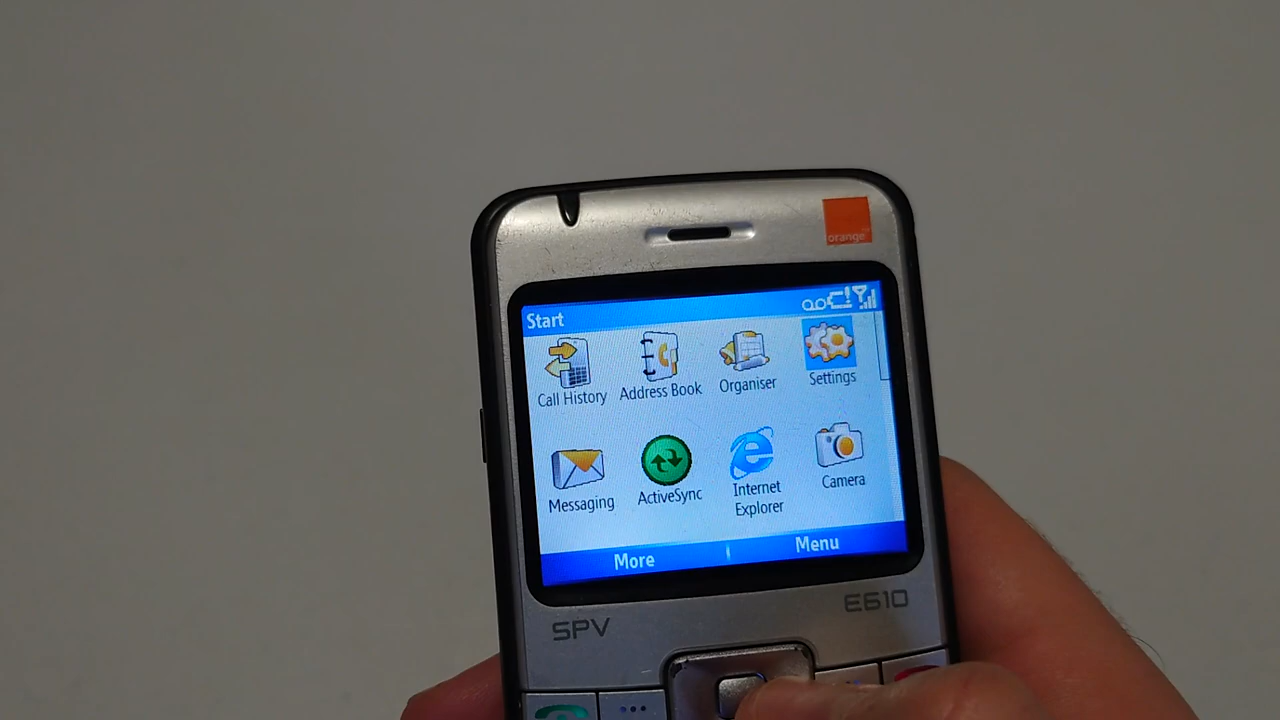 orange
Start
Call History
Address Book
Organiser
Settings
Messaging
ActiveSync
Internet
Explorer
Camera
More
Menu
SPV
E610